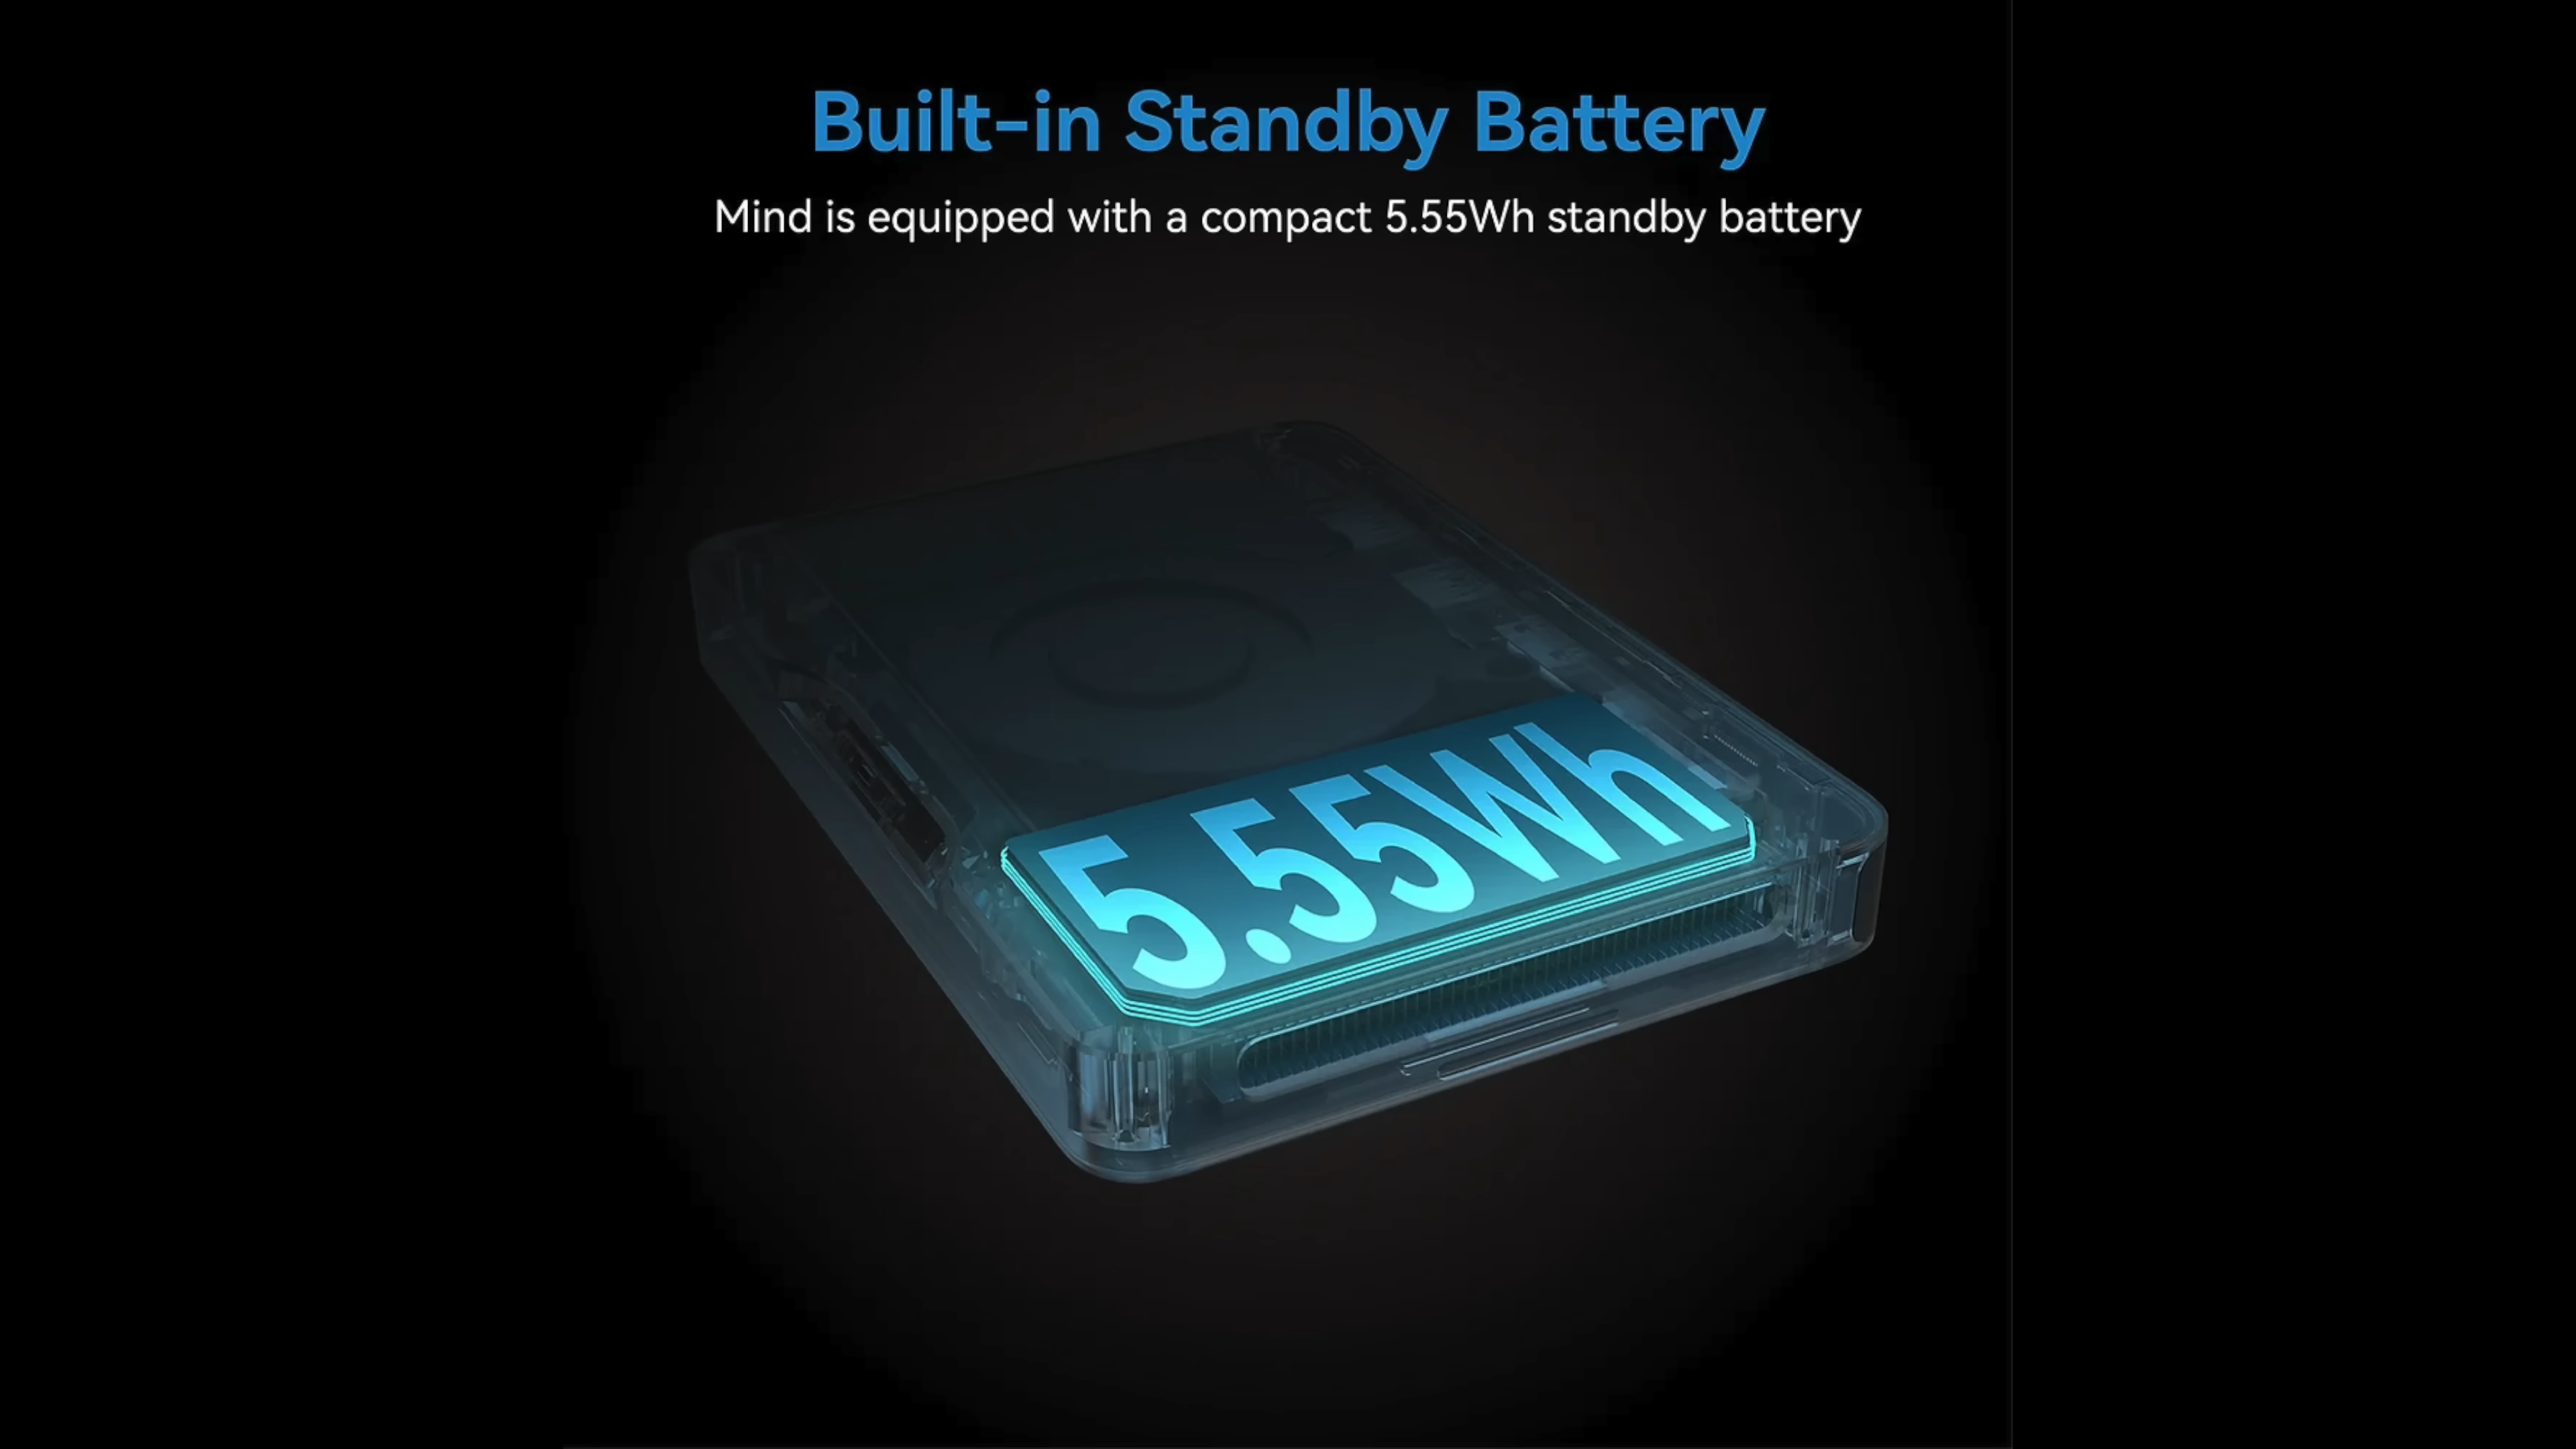 Built-in Standby Battery
Mind is equipped with a compact 5.55Wh standby battery
5.55Wh